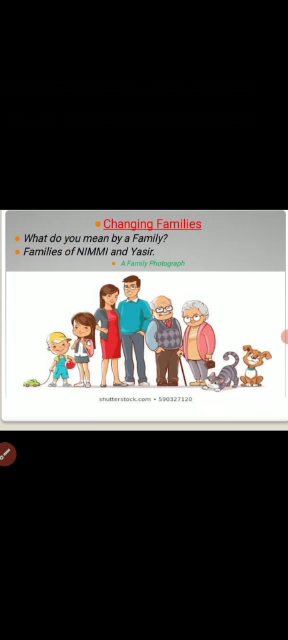 Changing Families
What do you mean by a Family?
Families of NIMMI and Yasir.
A Family Photograph
shutterstock.com • 590327120